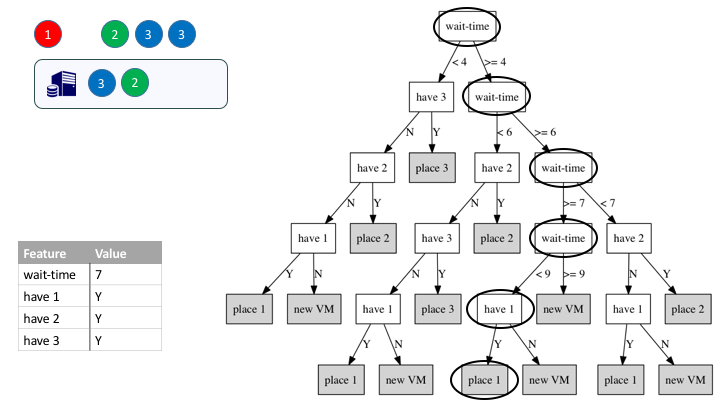 1 2 3 3
3 2
Feature Value
wait-time 7
have 1 Y
have 2 Y
have 3 Y
wait-time
< 4 >= 4
have 3 wait-time
N Y < 6 >= 6
have 2 place 3 have 2 wait-time
N Y N Y >= 7 < 7
have 1 place 2 have 3 place 2 wait-time have 2
Y N N Y < 9 >= 9 N Y
place 1 new VM have 1 place 3 have 1 new VM have 1 place 2
Y N Y N Y N
place 1 new VM place 1 new VM place 1 new VM